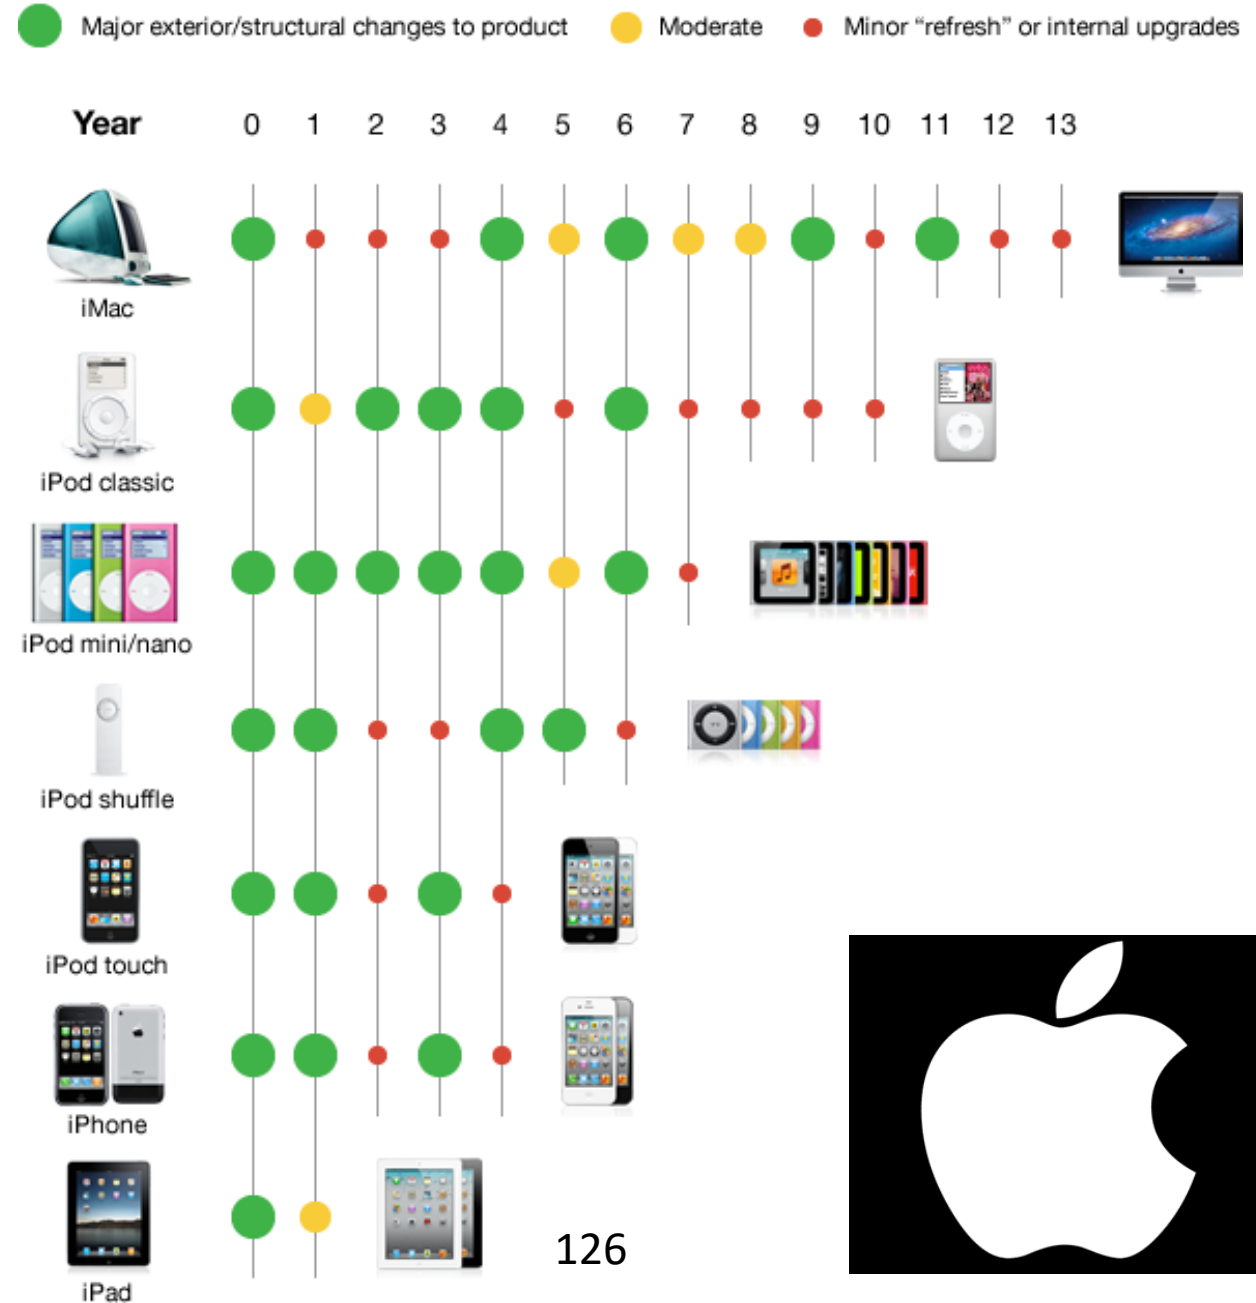 Major exterior/structural changes to product Moderate Minor “refresh” or internal upgrades
Year 0 1 2 3 4 5 6 7 8 9 10 11 12 13
iMac
iPod classic
iPod mini/nano
iPod shuffle
iPod touch
iPhone
iPad
126